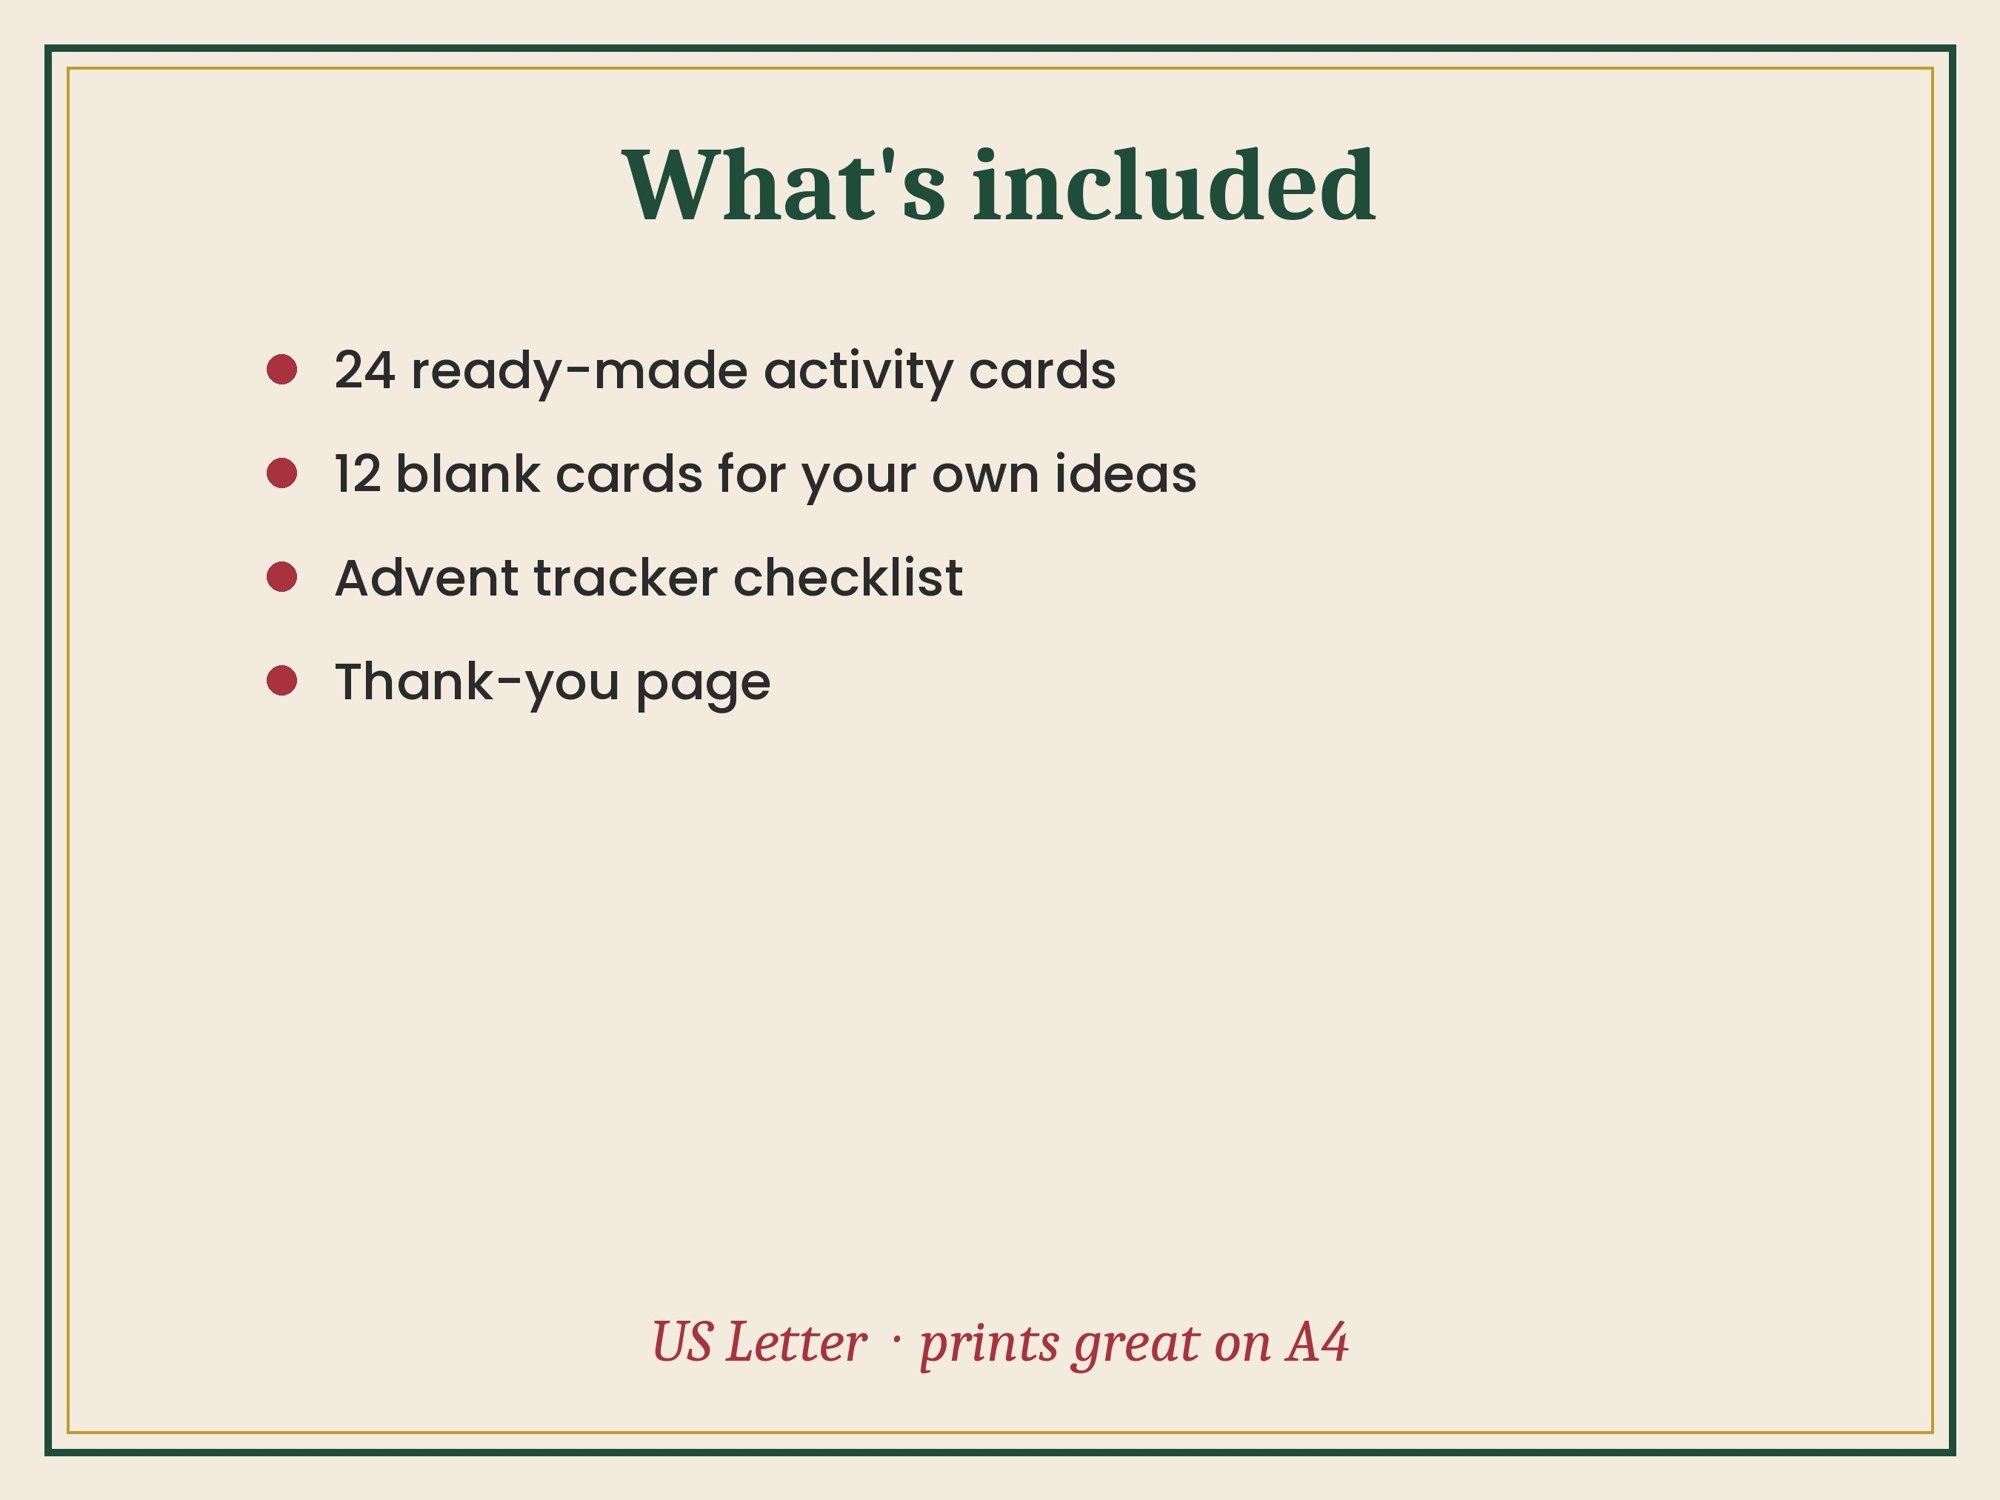 What's included
24 ready-made activity cards
12 blank cards for your own ideas
Advent tracker checklist
Thank-you page
US Letter · prints great on A4